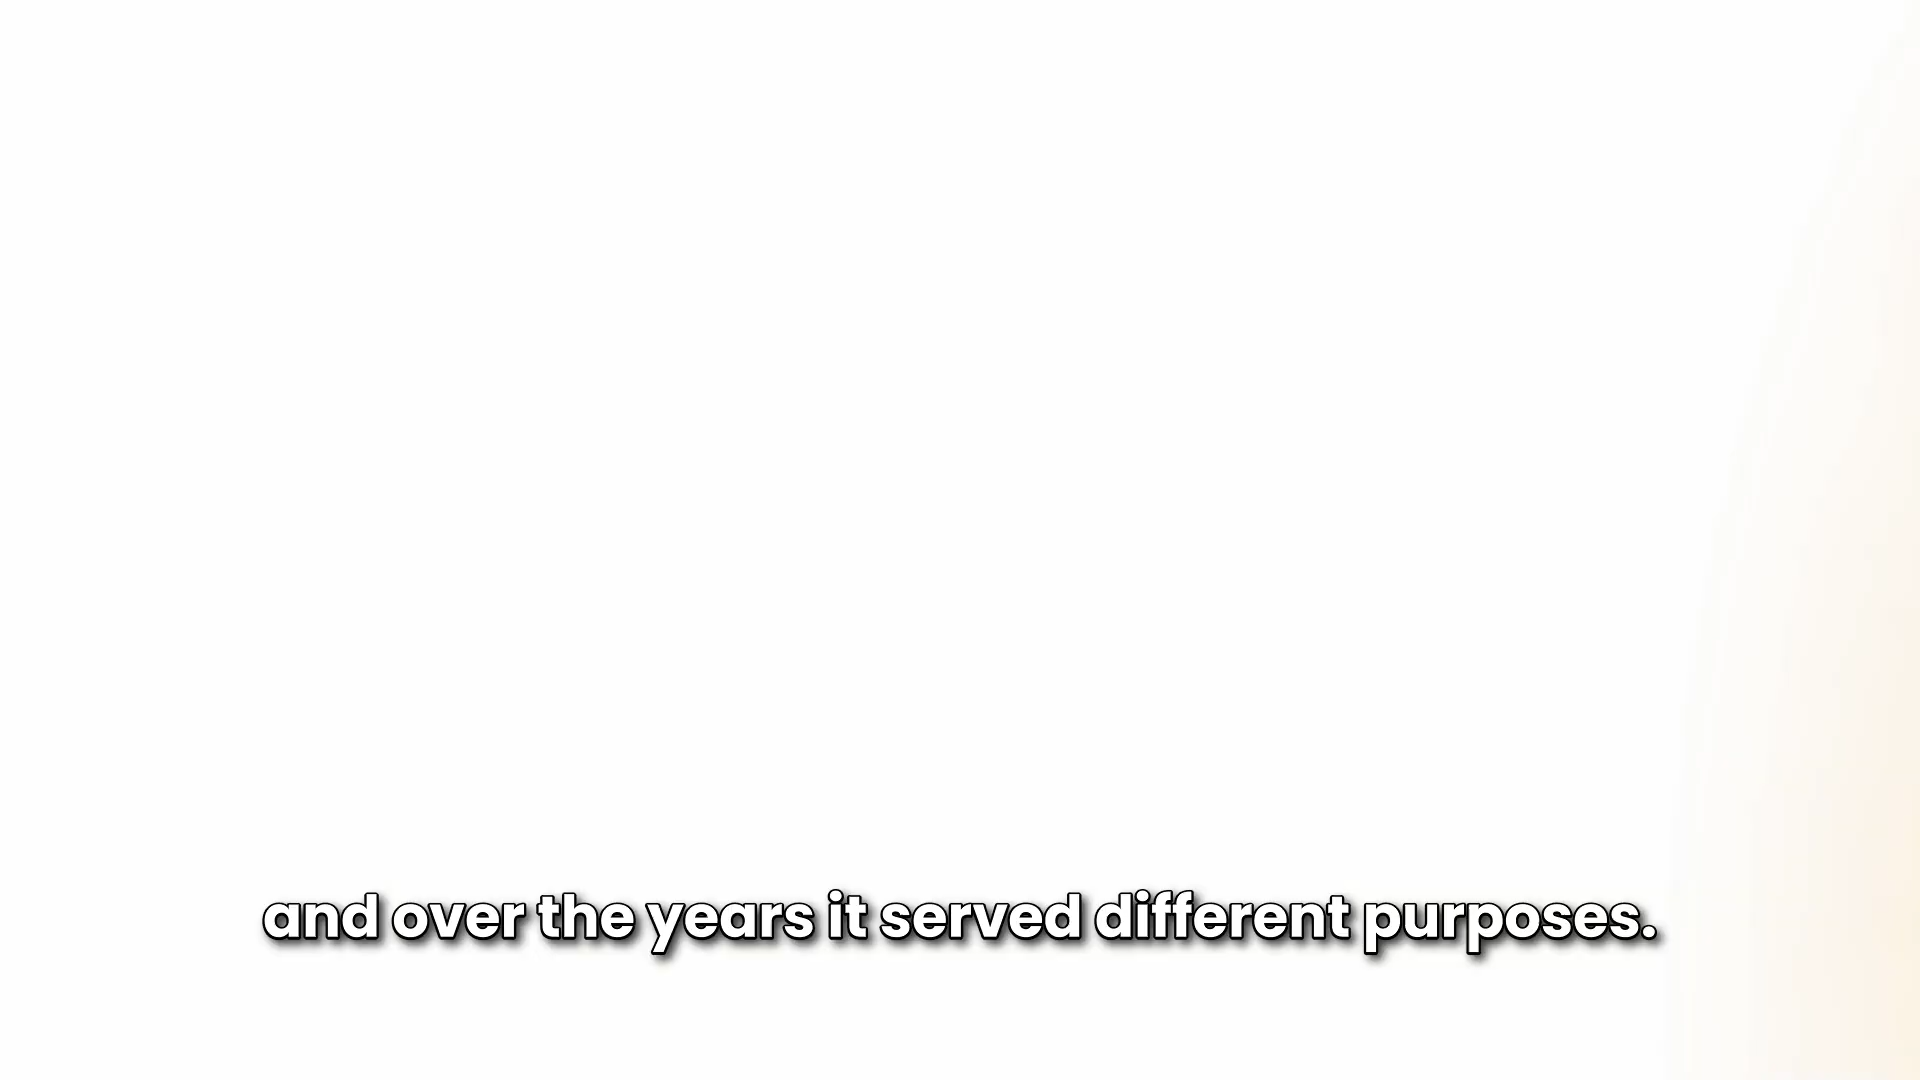 and over the years it served different purposes.